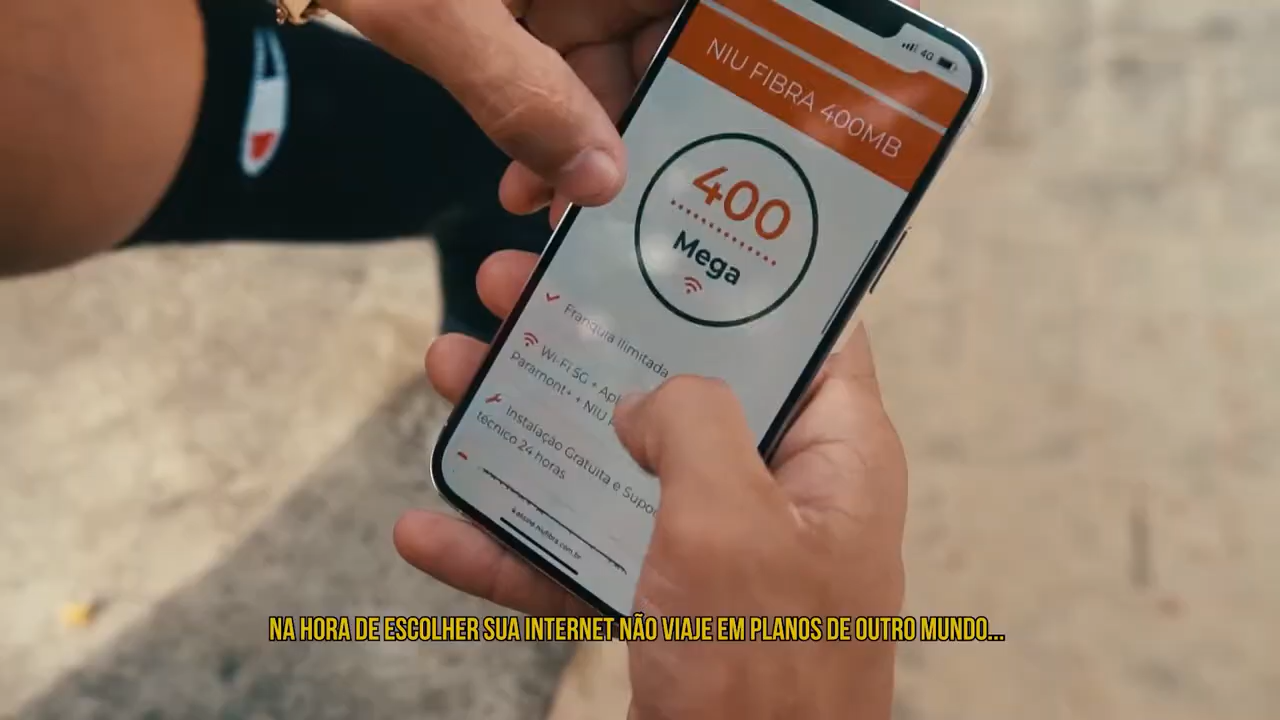 4G
NIU FIBRA 400MB
400
Mega
Franquia Ilimitada
Wi-Fi 5G + Apl
Paramont+ + NIU
Instalação Gratuita e Supo
técnico 24 horas
NA HORA DE ESCOLHER SUA INTERNET NÃO VIAJE EM PLANOS DE OUTRO MUNDO...